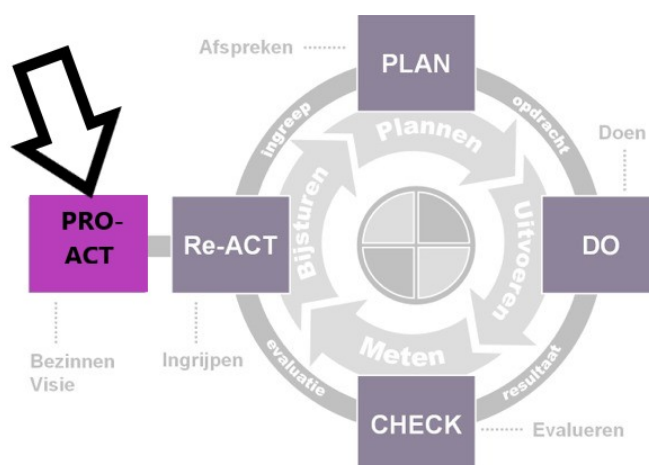 Afspreken
PLAN
ingreep
Plannen
opdracht
Doen
PRO-
ACT
Re-ACT
Bijsturen
Uitvoeren
DO
Bezinnen
Visie
Ingrijpen
evaluatie
Meten
resultaat
CHECK
Evalueren